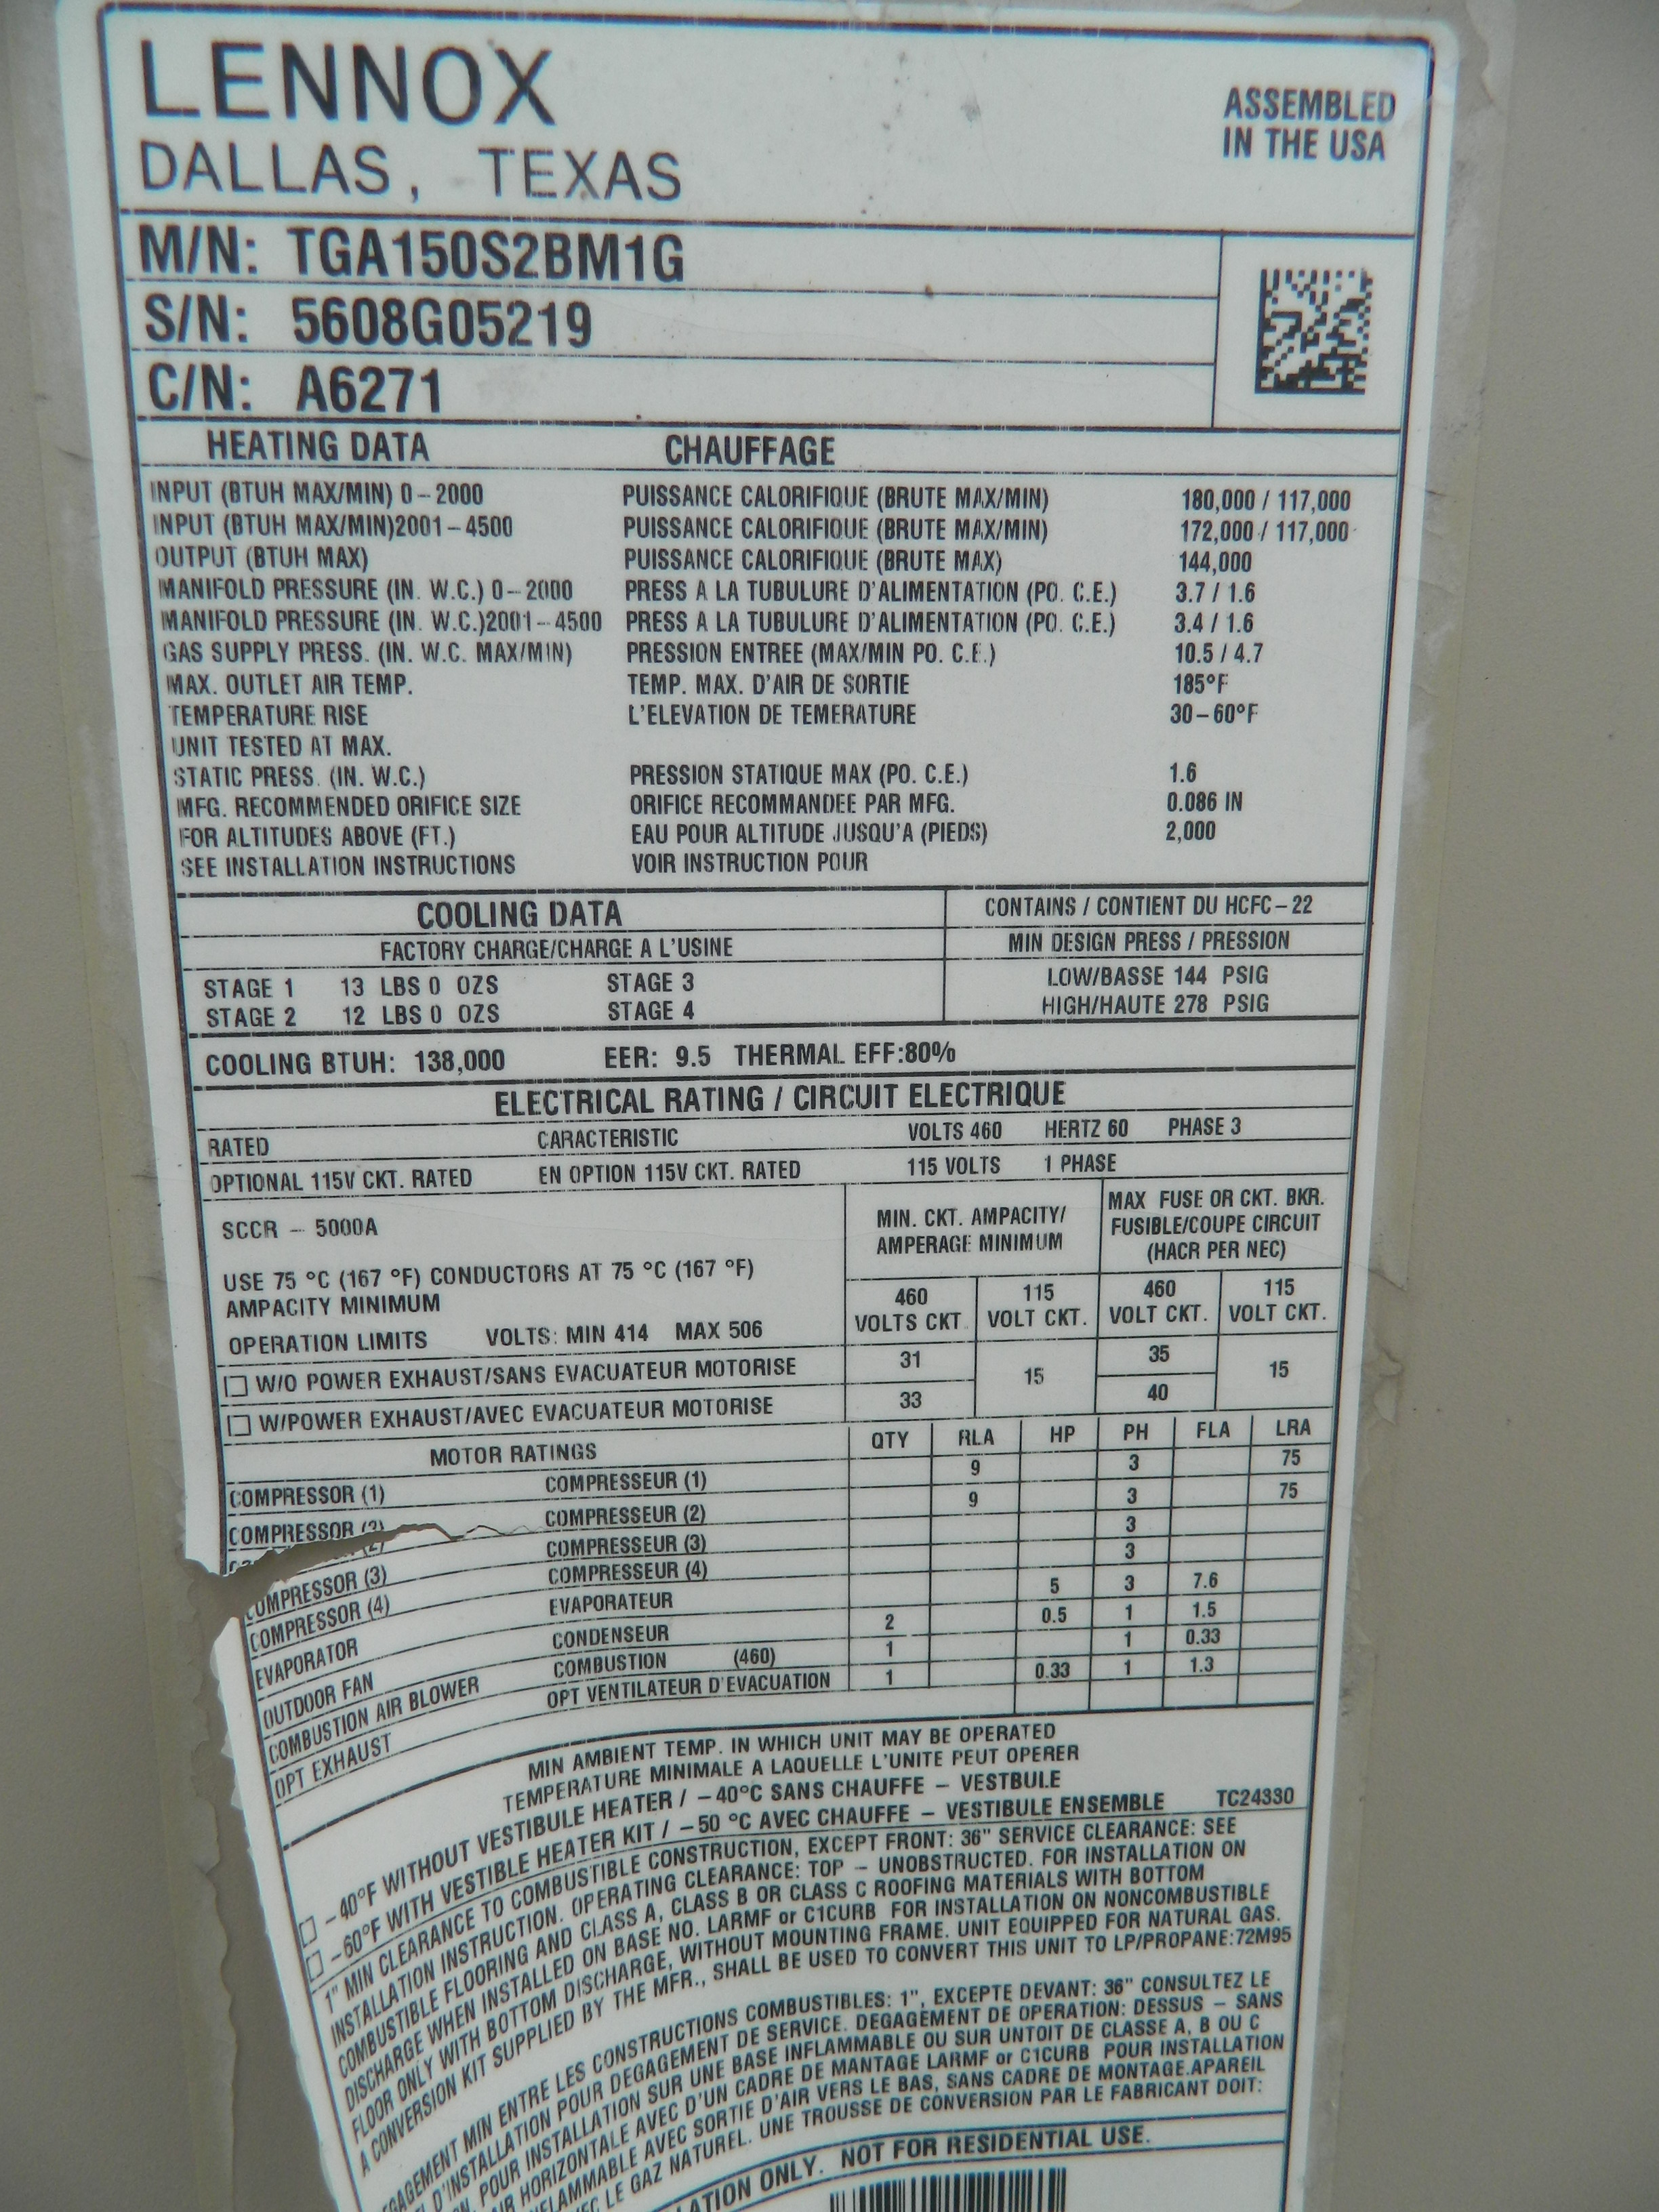 LENNOX
DALLAS, TEXAS
ASSEMBLED
IN THE USA
M/N: TGA150S2BM1G
S/N: 5608G05219
C/N: A6271
HEATING DATA CHAUFFAGE
INPUT (BTUH MAX/MIN) 0-2000 PUISSANCE CALORIFIQUE (BRUTE MAX/MIN) 180,000 / 117,000
INPUT (BTUH MAX/MIN)2001-4500 PUISSANCE CALORIFIQUE (BRUTE MAX/MIN) 172,000 / 117,000
OUTPUT (BTUH MAX) PUISSANCE CALORIFIQUE (BRUTE MAX) 144,000
MANIFOLD PRESSURE (IN. W.C.) 0-2000 PRESS A LA TUBULURE D'ALIMENTATION (PO. C.E.) 3.7 / 1.6
MANIFOLD PRESSURE (IN. W.C.)2001-4500 PRESS A LA TUBULURE D'ALIMENTATION (PO. C.E.) 3.4 / 1.6
GAS SUPPLY PRESS. (IN. W.C. MAX/MIN) PRESSION ENTREE (MAX/MIN PO. C.E.) 10.5 / 4.7
MAX. OUTLET AIR TEMP. TEMP. MAX. D'AIR DE SORTIE 185°F
TEMPERATURE RISE L'ELEVATION DE TEMERATURE 30-60°F
UNIT TESTED AT MAX.
STATIC PRESS. (IN. W.C.) PRESSION STATIQUE MAX (PO. C.E.) 1.6
MFG. RECOMMENDED ORIFICE SIZE ORIFICE RECOMMANDEE PAR MFG. 0.086 IN
FOR ALTITUDES ABOVE (FT.) EAU POUR ALTITUDE JUSQU'A (PIEDS) 2,000
SEE INSTALLATION INSTRUCTIONS VOIR INSTRUCTION POUR
COOLING DATA CONTAINS / CONTIENT DU HCFC-22
FACTORY CHARGE/CHARGE A L'USINE MIN DESIGN PRESS / PRESSION
STAGE 1 13 LBS 0 OZS STAGE 3 LOW/BASSE 144 PSIG
STAGE 2 12 LBS 0 OZS STAGE 4 HIGH/HAUTE 278 PSIG
COOLING BTUH: 138,000 EER: 9.5 THERMAL EFF:80%
ELECTRICAL RATING / CIRCUIT ELECTRIQUE
RATED CARACTERISTIC VOLTS 460 HERTZ 60 PHASE 3
OPTIONAL 115V CKT. RATED EN OPTION 115V CKT. RATED 115 VOLTS 1 PHASE
SCCR - 5000A
USE 75 °C (167 °F) CONDUCTORS AT 75 °C (167 °F)
AMPACITY MINIMUM
OPERATION LIMITS VOLTS: MIN 414 MAX 506
MIN. CKT. AMPACITY/
AMPERAGE MINIMUM
MAX FUSE OR CKT. BKR.
FUSIBLE/COUPE CIRCUIT
(HACR PER NEC)
460 115 460 115
VOLTS CKT. VOLT CKT. VOLT CKT. VOLT CKT.
W/O POWER EXHAUST/SANS EVACUATEUR MOTORISE 31 15 35 15
W/POWER EXHAUST/AVEC EVACUATEUR MOTORISE 33 40
MOTOR RATINGS QTY RLA HP PH FLA LRA
COMPRESSOR (1) COMPRESSEUR (1) 9 3 75
COMPRESSOR (2) COMPRESSEUR (2) 9 3 75
COMPRESSOR (3) COMPRESSEUR (3) 3
COMPRESSOR (4) COMPRESSEUR (4) 3
EVAPORATOR EVAPORATEUR 5 3 7.6
OUTDOOR FAN CONDENSEUR 2 0.5 1 1.5
COMBUSTION AIR BLOWER COMBUSTION (460) 1 1 0.33
OPT EXHAUST OPT VENTILATEUR D'EVACUATION 1 0.33 1 1.3
MIN AMBIENT TEMP. IN WHICH UNIT MAY BE OPERATED
TEMPERATURE MINIMALE A LAQUELLE L'UNITE PEUT OPERER
-40°F WITHOUT VESTIBULE HEATER / -40°C SANS CHAUFFE - VESTBULE
-60°F WITH VESTIBLE HEATER KIT / -50 °C AVEC CHAUFFE - VESTIBULE ENSEMBLE TC24330
1" MIN CLEARANCE TO COMBUSTIBLE CONSTRUCTION, EXCEPT FRONT: 36" SERVICE CLEARANCE: SEE
INSTALLATION INSTRUCTION. OPERATING CLEARANCE: TOP - UNOBSTRUCTED. FOR INSTALLATION ON
COMBUSTIBLE FLOORING AND CLASS A, CLASS B OR CLASS C ROOFING MATERIALS WITH BOTTOM
DISCHARGE WHEN INSTALLED ON BASE NO. LARMF or C1CURB FOR INSTALLATION ON NONCOMBUSTIBLE
FLOOR ONLY WITH BOTTOM DISCHARGE, WITHOUT MOUNTING FRAME. UNIT EQUIPPED FOR NATURAL GAS.
A CONVERSION KIT SUPPLIED BY THE MFR., SHALL BE USED TO CONVERT THIS UNIT TO LP/PROPANE:72M95
MIN ENTRE LES CONSTRUCTIONS COMBUSTIBLES: 1", EXCEPTE DEVANT: 36" CONSULTEZ LE
D'INSTALLATION POUR DEGAGEMENT DE SERVICE. DEGAGEMENT DE OPERATION: DESSUS - SANS
POUR INSTALLATION SUR UNE BASE INFLAMMABLE OU SUR UNTOIT DE CLASSE A, B OU C
HORIZONTALE AVEC D'UN CADRE DE MANTAGE LARMF or C1CURB POUR INSTALLATION
AVEC SORTIE D'AIR VERS LE BAS, SANS CADRE DE MONTAGE.APAREIL
LE GAZ NATUREL. UNE TROUSSE DE CONVERSION PAR LE FABRICANT DOIT:
ONLY. NOT FOR RESIDENTIAL USE.